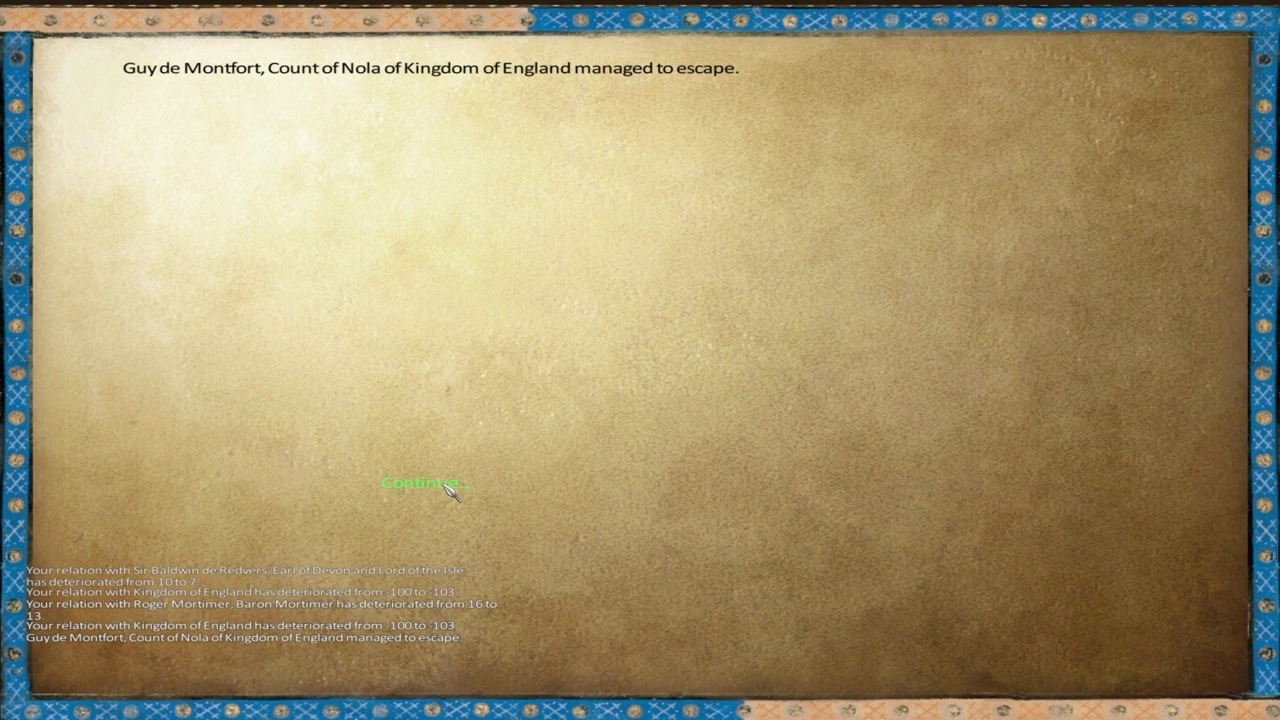 Guy de Montfort, Count of Nola of Kingdom of England managed to escape.
Continue...
Your relation with Sir Baldwin de Redvers, Earl of Devon and Lord of the Isle
has deteriorated from 10 to 7.
Your relation with Kingdom of England has deteriorated from -100 to -103.
Your relation with Roger Mortimer, Baron Mortimer has deteriorated from 16 to
13.
Your relation with Kingdom of England has deteriorated from -100 to -103.
Guy de Montfort, Count of Nola of Kingdom of England managed to escape.